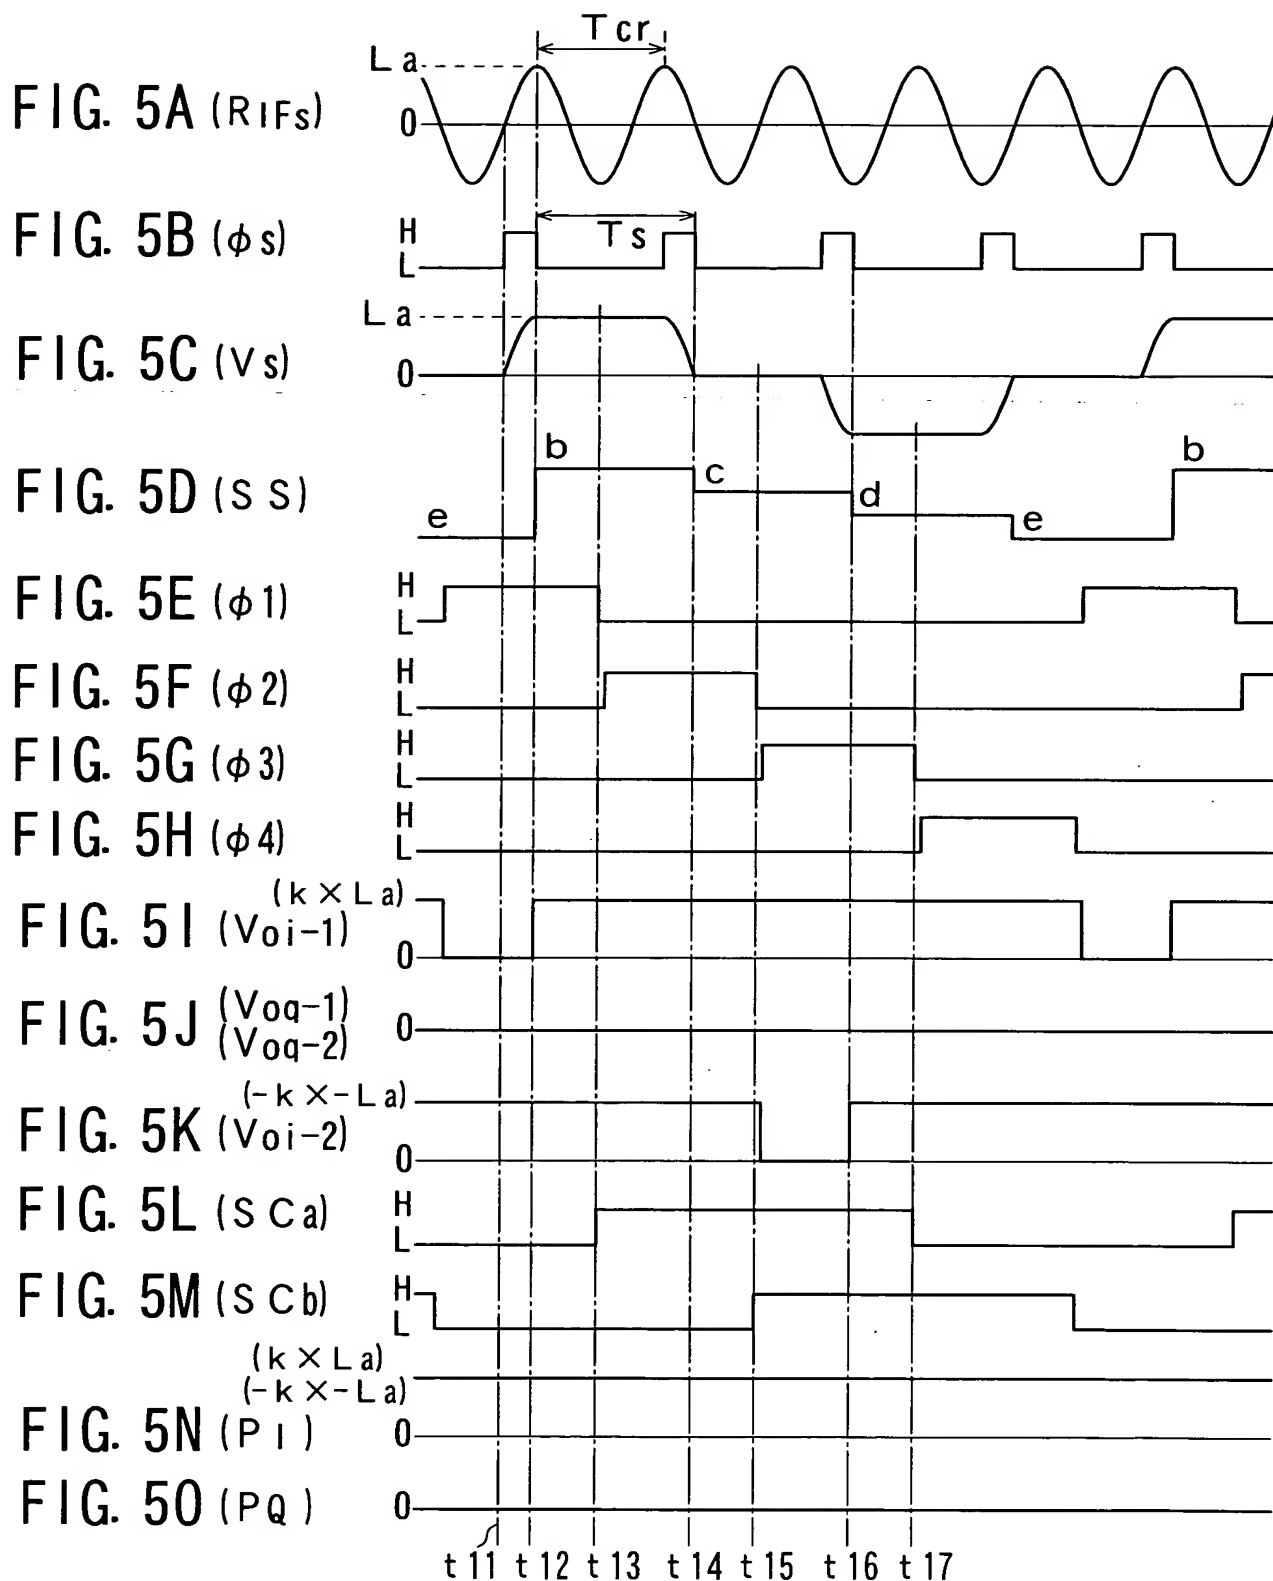 Tcr
La
FIG. 5A (RIFs)
0
FIG. 5B (φs)
H
L
Ts
La
FIG. 5C (Vs)
0
FIG. 5D (SS)
e
b
c
d
e
b
FIG. 5E (φ1)
H
L
FIG. 5F (φ2)
H
L
FIG. 5G (φ3)
H
L
FIG. 5H (φ4)
H
L
(k×La)
FIG. 5I (Voi-1)
0
FIG. 5J (Voq-1)
(Voq-2)
0
(-k×-La)
FIG. 5K (Voi-2)
0
FIG. 5L (SCa)
H
L
FIG. 5M (SCb)
H
L
(k×La)
(-k×-La)
FIG. 5N (PI)
0
FIG. 5O (PQ)
0
t11 t12 t13 t14 t15 t16 t17